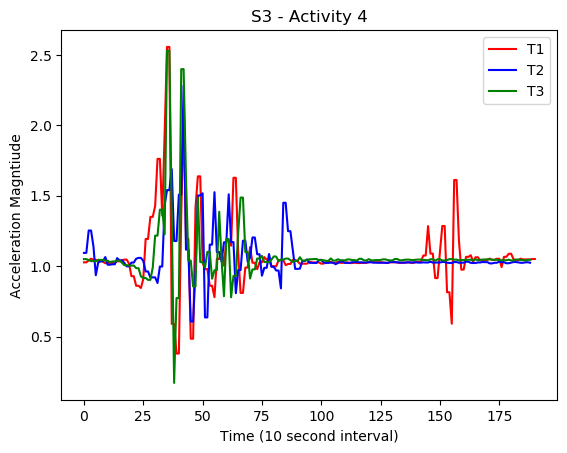 S3 - Activity 4
T1
T2
T3
2.5
2.0
1.5
1.0
0.5
Acceleration Magntiude
0 25 50 75 100 125 150 175
Time (10 second interval)